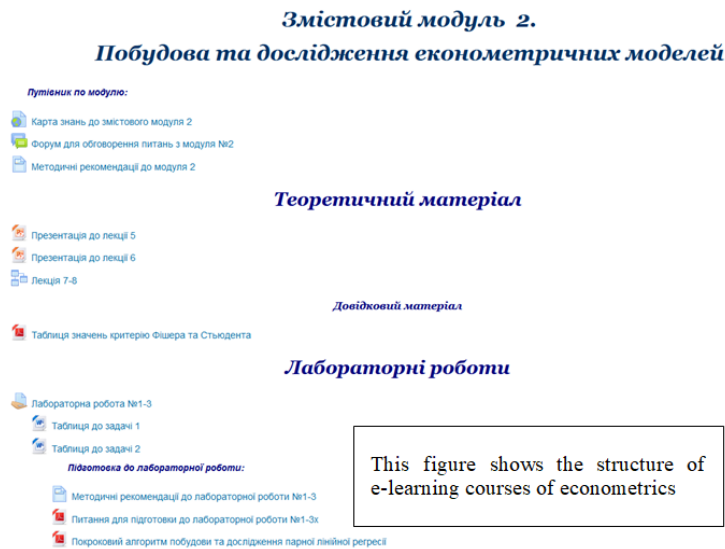 Змістовий модуль 2.
Побудова та дослідження економетричних моделей
Путівник по модулю:
Карта знань до змістового модуля 2
Форум для обговорення питань з модуля №2
Методичні рекомендації до модуля 2
Теоретичний матеріал
Презентація до лекції 5
Презентація до лекції 6
Лекція 7-8
Довідковий матеріал
Таблиця значень критерію Фішера та Стьюдента
Лабораторні роботи
Лабораторна робота №1-3
Таблиця до задачі 1
Таблиця до задачі 2
Підготовка до лабораторної роботи:
Методичні рекомендації до лабораторної роботи №1-3
Питання для підготовки до лабораторної роботи №1-3х
Покроковий алгоритм побудови та дослідження парної лінійної регресії
This figure shows the structure of
e-learning courses of econometrics